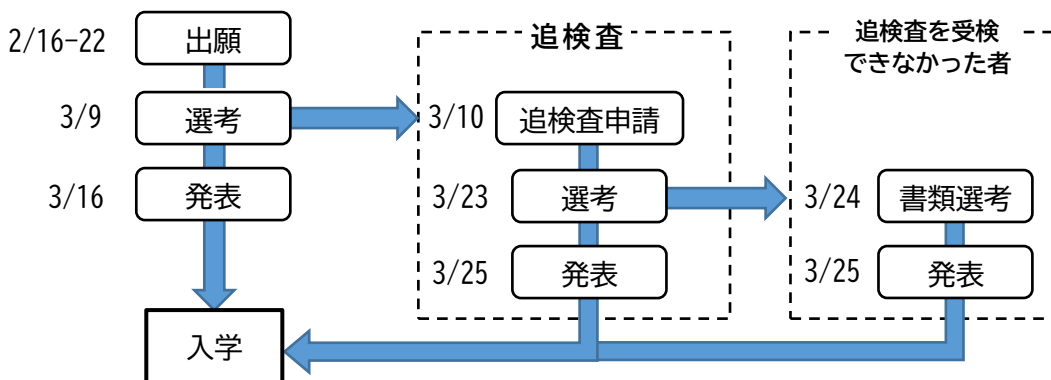 2/16-22 出願
3/9 選考
3/16 発表
入学
追検査
3/10 追検査申請
3/23 選考
3/25 発表
追検査を受検
できなかった者
3/24 書類選考
3/25 発表